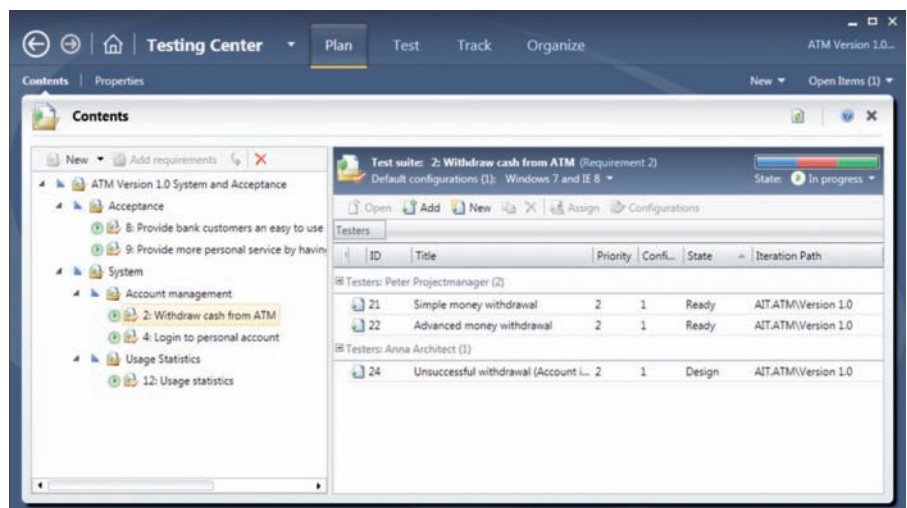 Testing Center Plan Test Track Organize ATM Version 1.0...
Contents Properties New Open Items (1)
Contents
New Add requirements
ATM Version 1.0 System and Acceptance
Acceptance
8: Provide bank customers an easy to use
9: Provide more personal service by having
System
Account management
2: Withdraw cash from ATM
4: Login to personal account
Usage Statistics
12: Usage statistics
Test suite: 2: Withdraw cash from ATM (Requirement 2)
Default configurations (1): Windows 7 and IE 8 State: In progress
Open Add New Assign Configurations
Testers
ID Title Priority Confi... State Iteration Path
Testers: Peter Projectmanager (2)
21 Simple money withdrawal 2 1 Ready AIT.ATM\Version 1.0
22 Advanced money withdrawal 2 1 Ready AIT.ATM\Version 1.0
Testers: Anna Architect (1)
24 Unsuccessful withdrawal (Account i... 2 1 Design AIT.ATM\Version 1.0